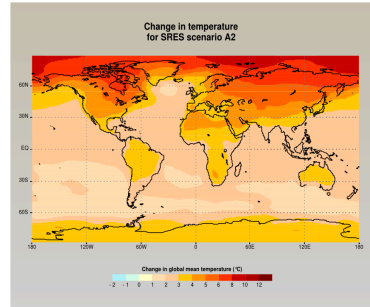 Change in temperature
for SRES scenario A2
60N
30N
EQ
30S
60S
180 120W 60W 0 60E 120E 180
Change in global mean temperature (°C)
-2 -1 0 1 2 3 4 5 6 8 10 12